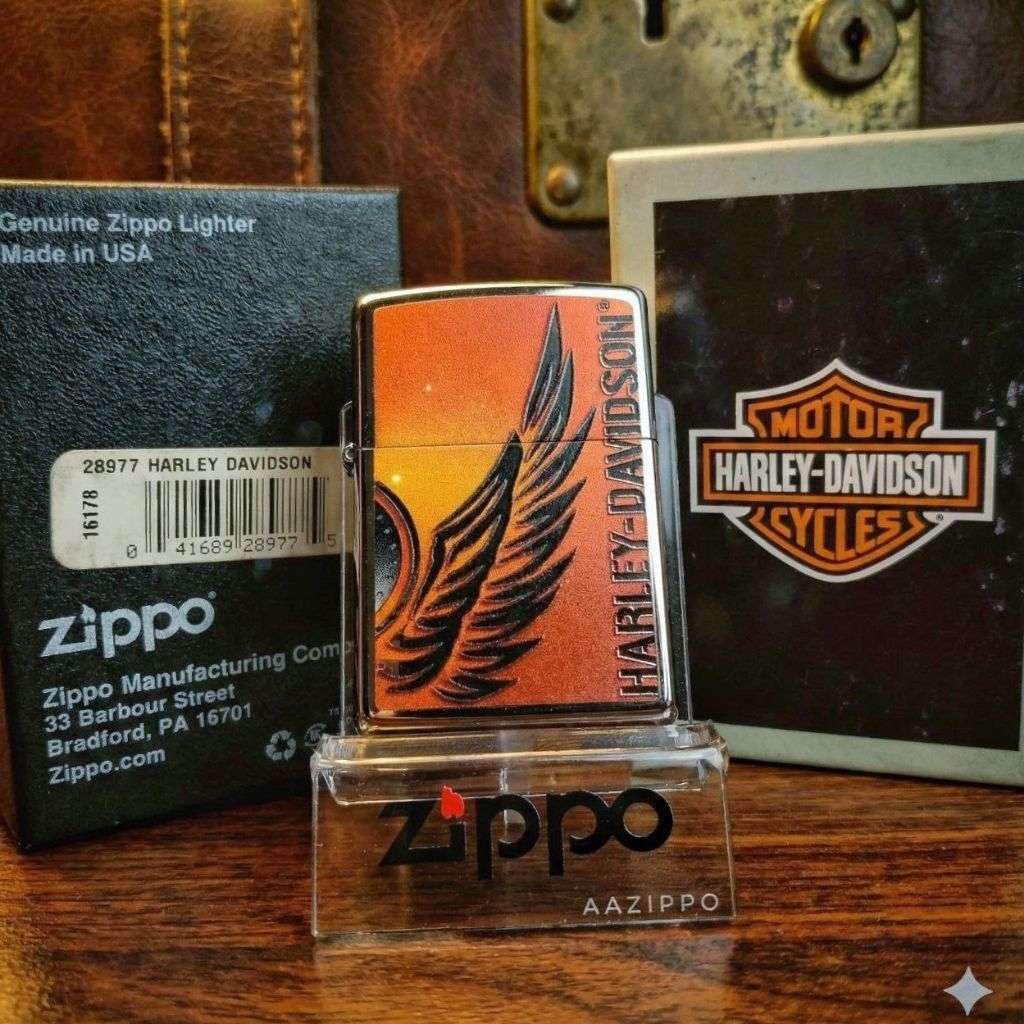 Genuine Zippo Lighter
Made in USA
28977 HARLEY DAVIDSON
16178
0 41689 28977 5
Zippo®
Zippo Manufacturing Comp
33 Barbour Street
Bradford, PA 16701
Zippo.com
HARLEY-DAVIDSON®
MOTOR
HARLEY-DAVIDSON
CYCLES®
Zippo
AAZIPPO